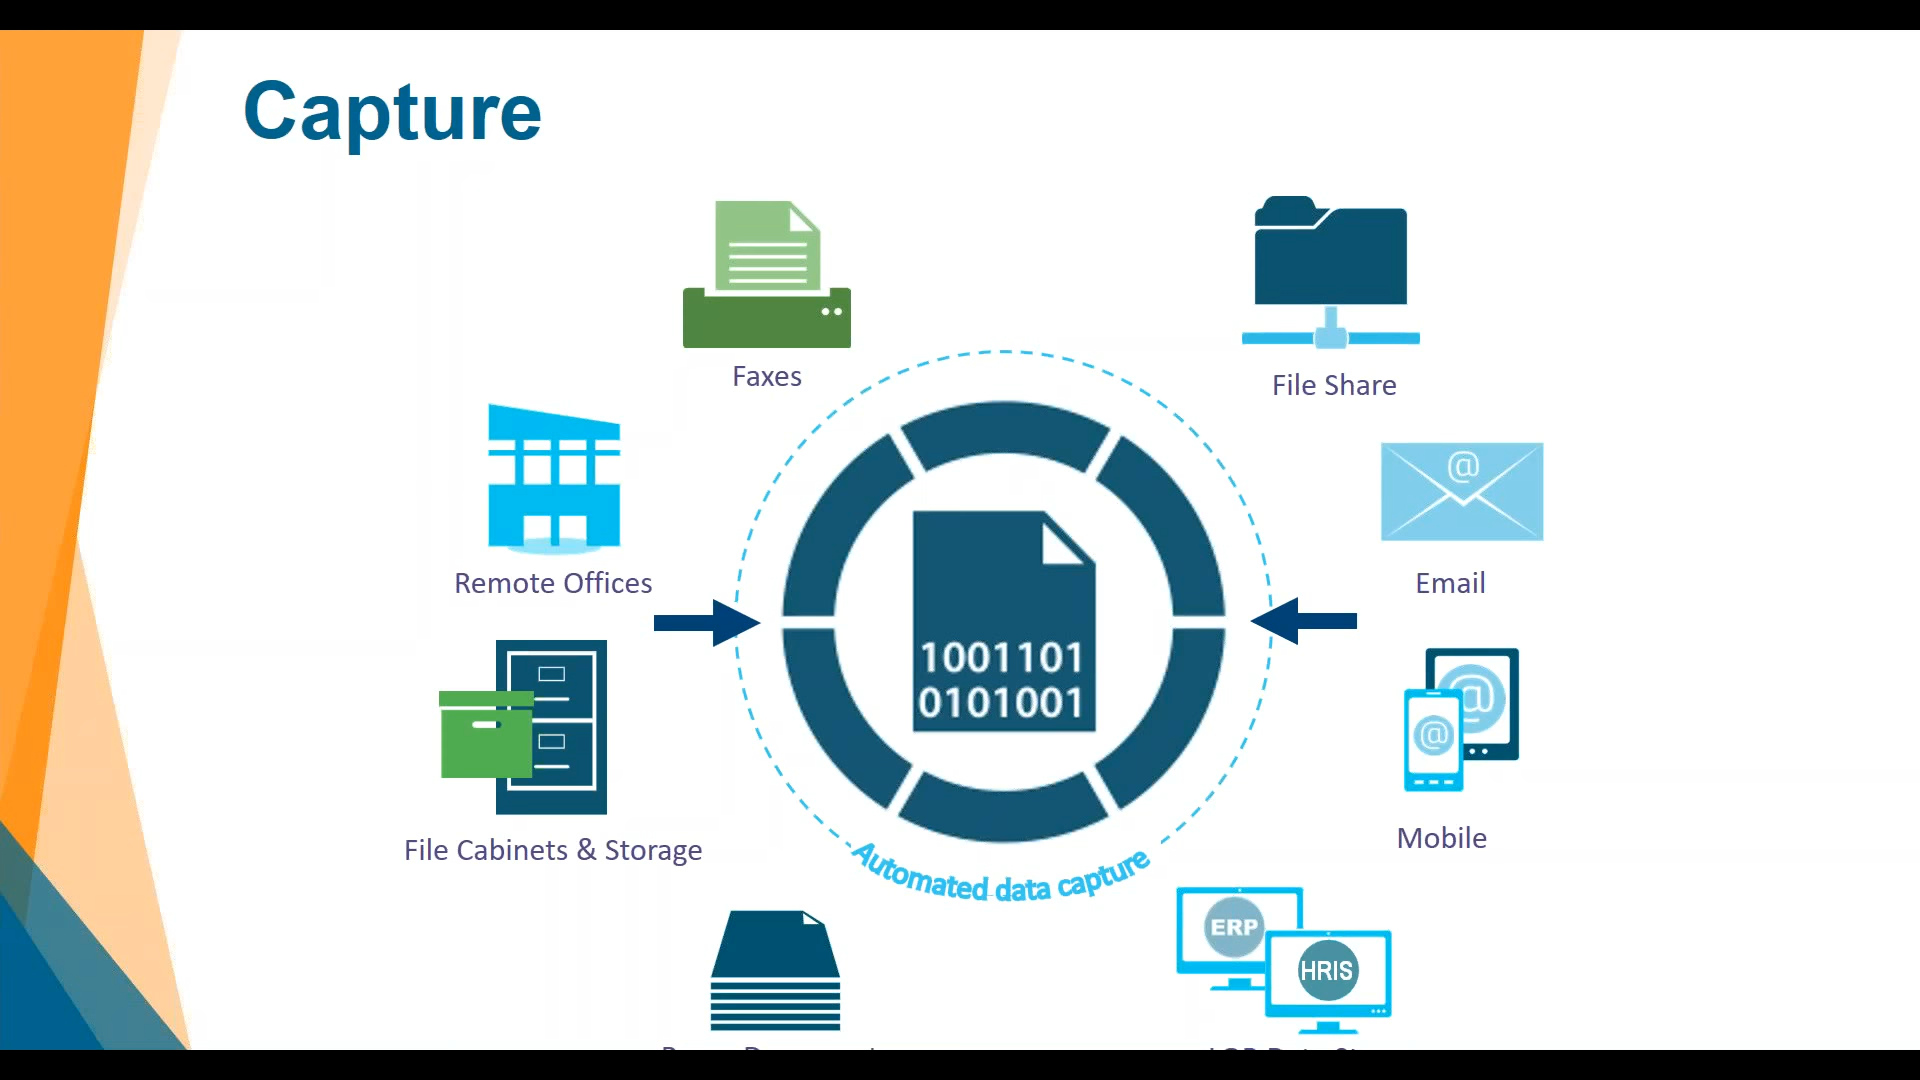 Capture
Faxes
File Share
Remote Offices
@
Email
1001101
0101001
@
@
File Cabinets & Storage
Mobile
Automated data capture
ERP
HRIS